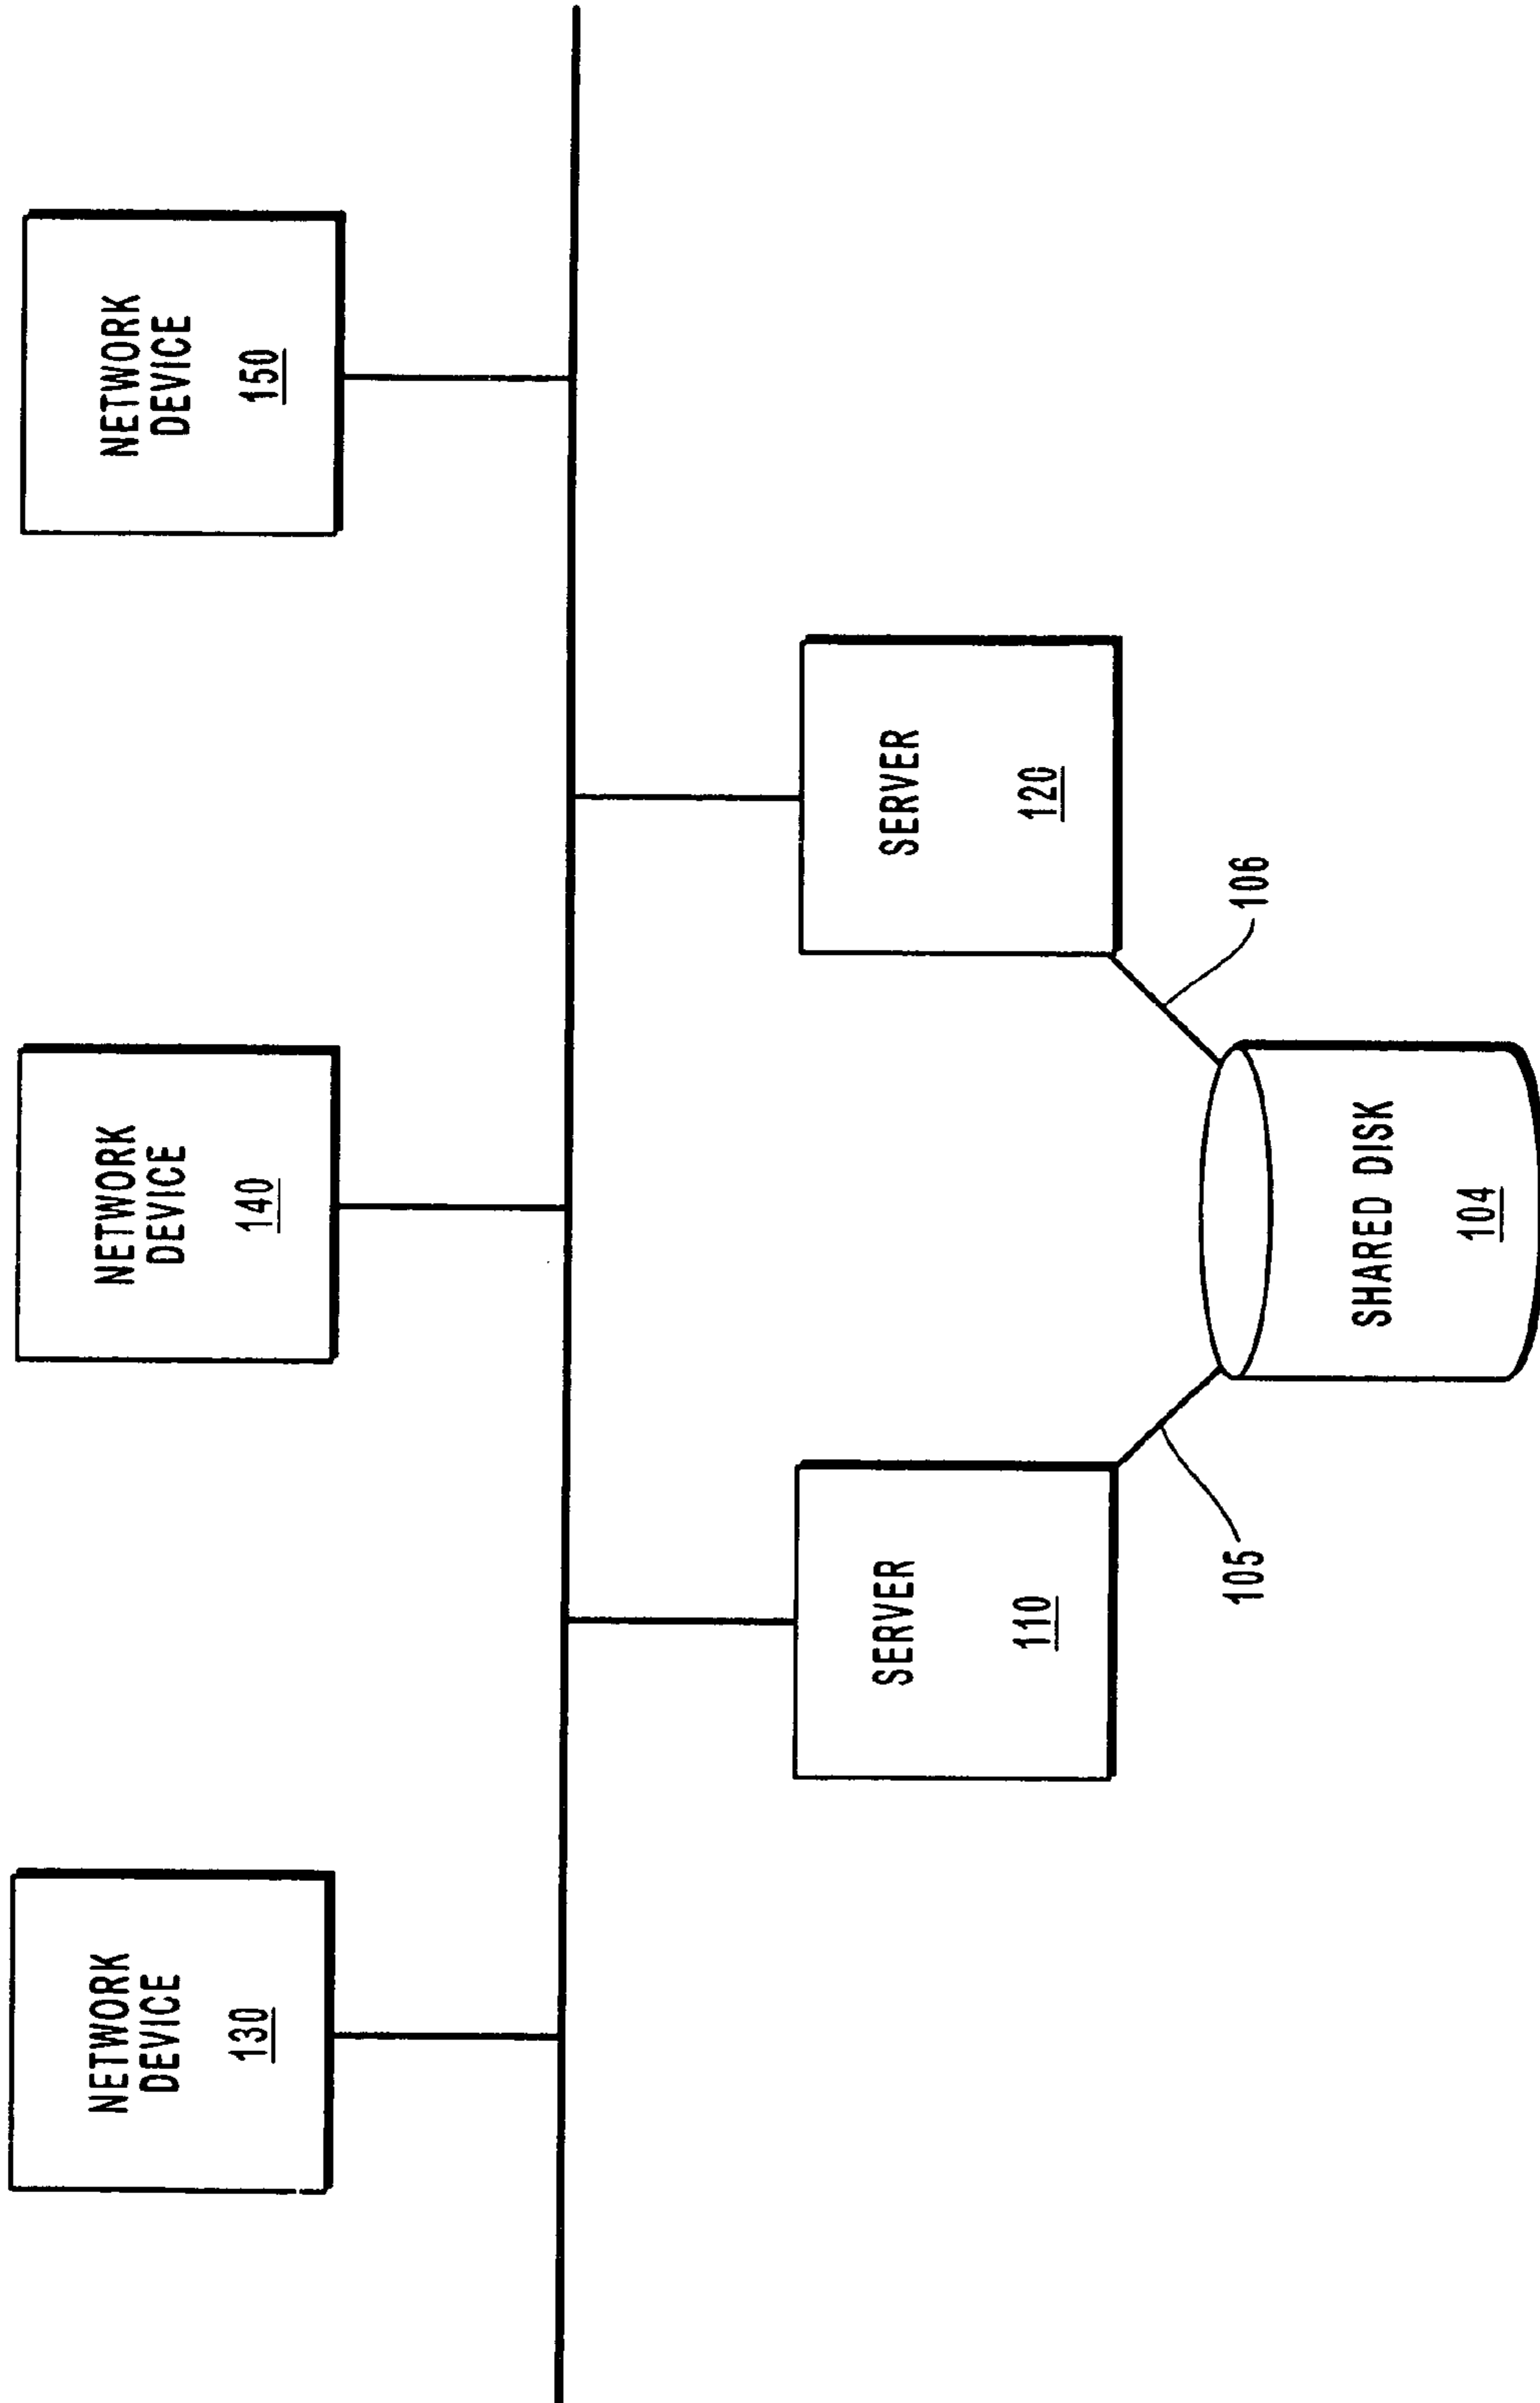 NETWORK
DEVICE
130
NETWORK
DEVICE
140
NETWORK
DEVICE
150
SERVER
110
SERVER
120
105
106
SHARED DISK
104